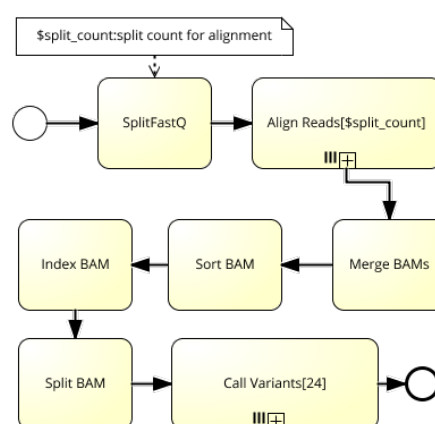 $split_count:split count for alignment
SplitFastQ
Align Reads[$split_count]
Merge BAMs
Sort BAM
Index BAM
Split BAM
Call Variants[24]